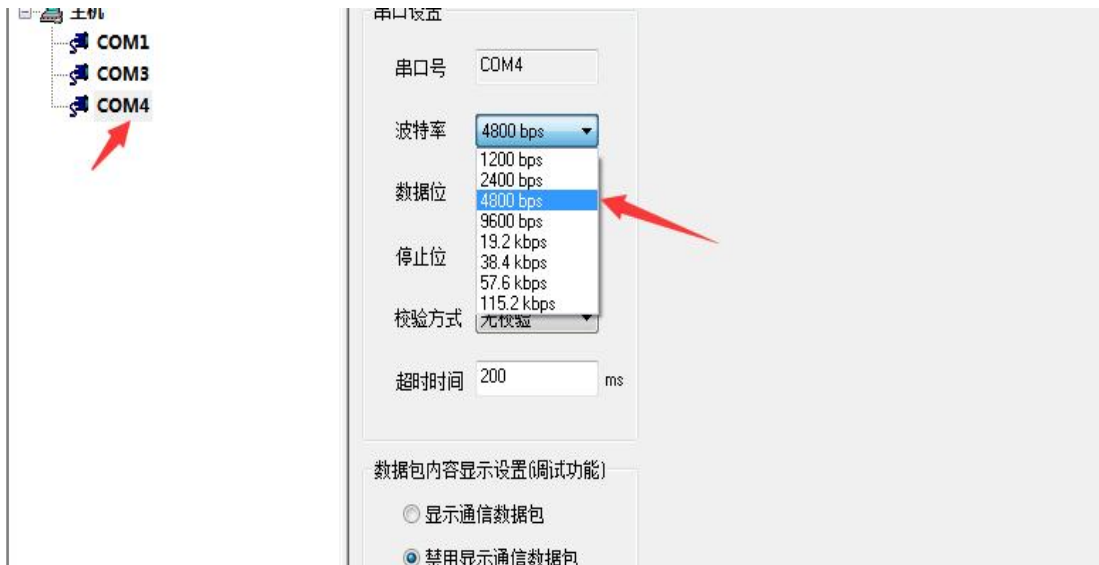 主机
COM1
COM3
COM4
串口设置
串口号 COM4
波特率 4800 bps
1200 bps
2400 bps
数据位
4800 bps
9600 bps
19.2 kbps
停止位
38.4 kbps
57.6 kbps
115.2 kbps
校验方式 无校验
超时时间 200 ms
数据包内容显示设置(调试功能)
显示通信数据包
禁用显示通信数据包